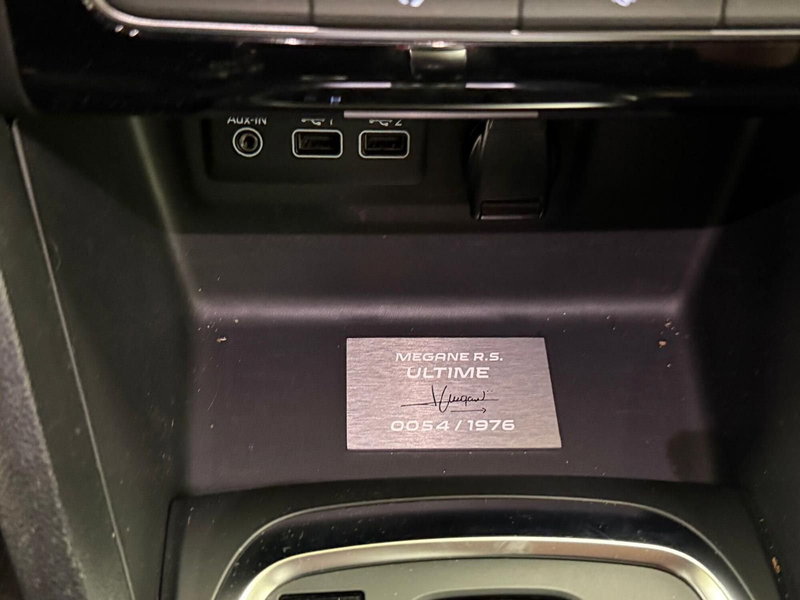 AUX-IN 1 2
MEGANE R.S.
ULTIME
0054/1976